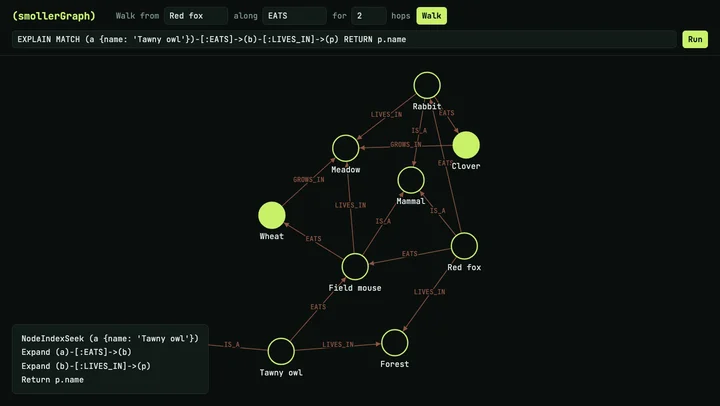 (smollerGraph) Walk from Red fox along EATS for 2 hops Walk
EXPLAIN MATCH (a {name: 'Tawny owl'})-[:EATS]->(b)-[:LIVES_IN]->(p) RETURN p.name Run
Rabbit
LIVES_IN
EATS
IS_A
GROWS_IN
Meadow
EATS
Clover
GROWS_IN
Mammal
LIVES_IN
IS_A
IS_A
Wheat
EATS
EATS
Red fox
Field mouse
LIVES_IN
EATS
NodeIndexSeek (a {name: 'Tawny owl'})
Expand (a)-[:EATS]->(b)
Expand (b)-[:LIVES_IN]->(p)
Return p.name
IS_A
LIVES_IN
Forest
Tawny owl